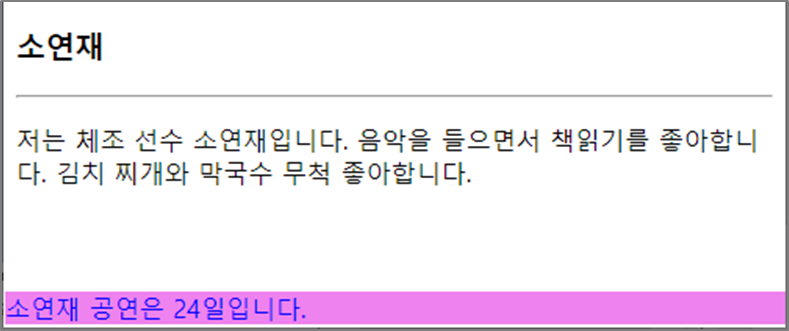 소연재
저는 체조 선수 소연재입니다. 음악을 들으면서 책읽기를 좋아합니
다. 김치 찌개와 막국수 무척 좋아합니다.
소연재 공연은 24일입니다.